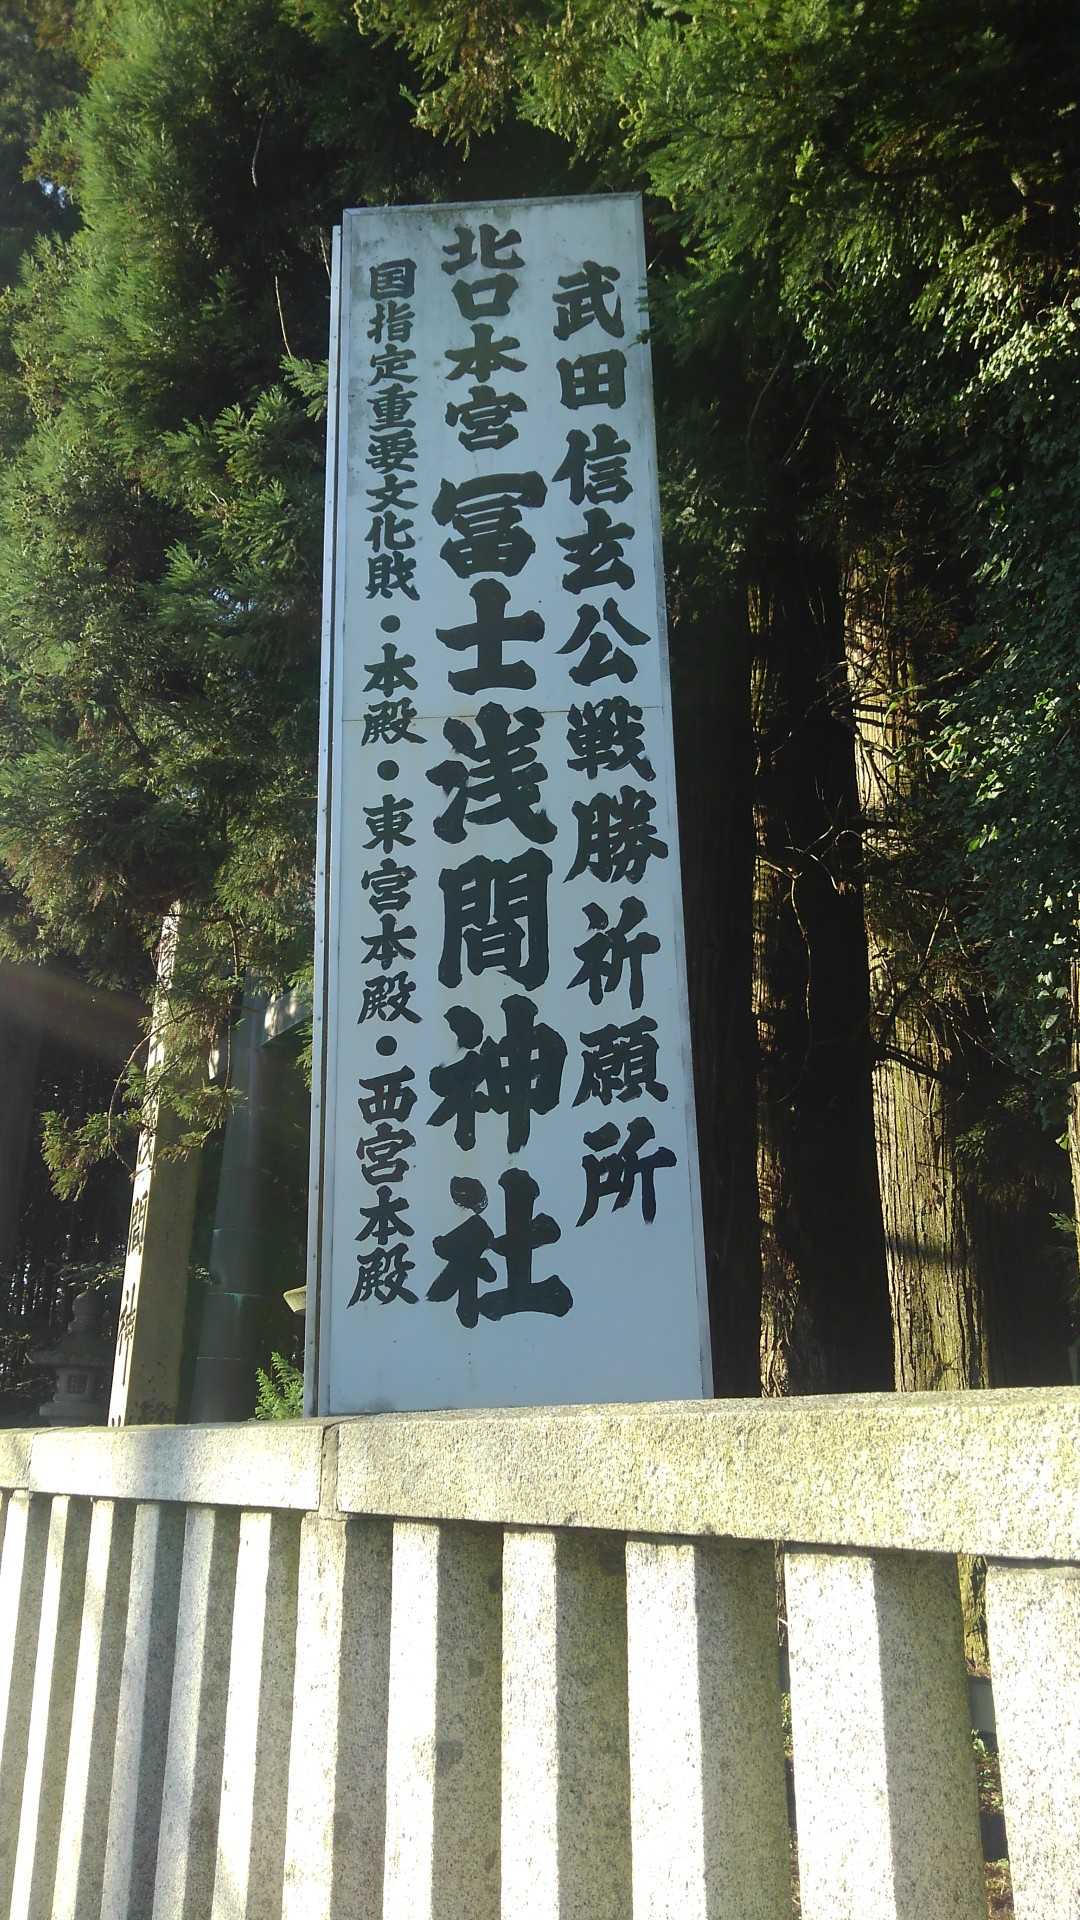 武田信玄公戦勝祈願所
北口本宮冨士浅間神社
国指定重要文化財・本殿・東宮本殿・西宮本殿
間神